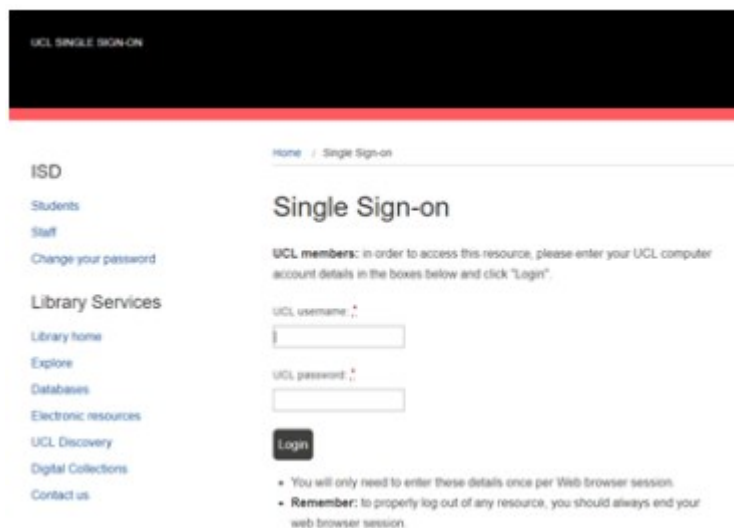 UCL SINGLE SIGN-ON
Home / Single Sign-on
ISD
Students
Staff
Change your password
Library Services
Library home
Explore
Databases
Electronic resources
UCL Discovery
Digital Collections
Contact us
Single Sign-on
UCL members: in order to access this resource, please enter your UCL computer
account details in the boxes below and click "Login".
UCL username: *
UCL password: *
Login
• You will only need to enter these details once per Web browser session.
• Remember: to properly log out of any resource, you should always end your
web browser session.